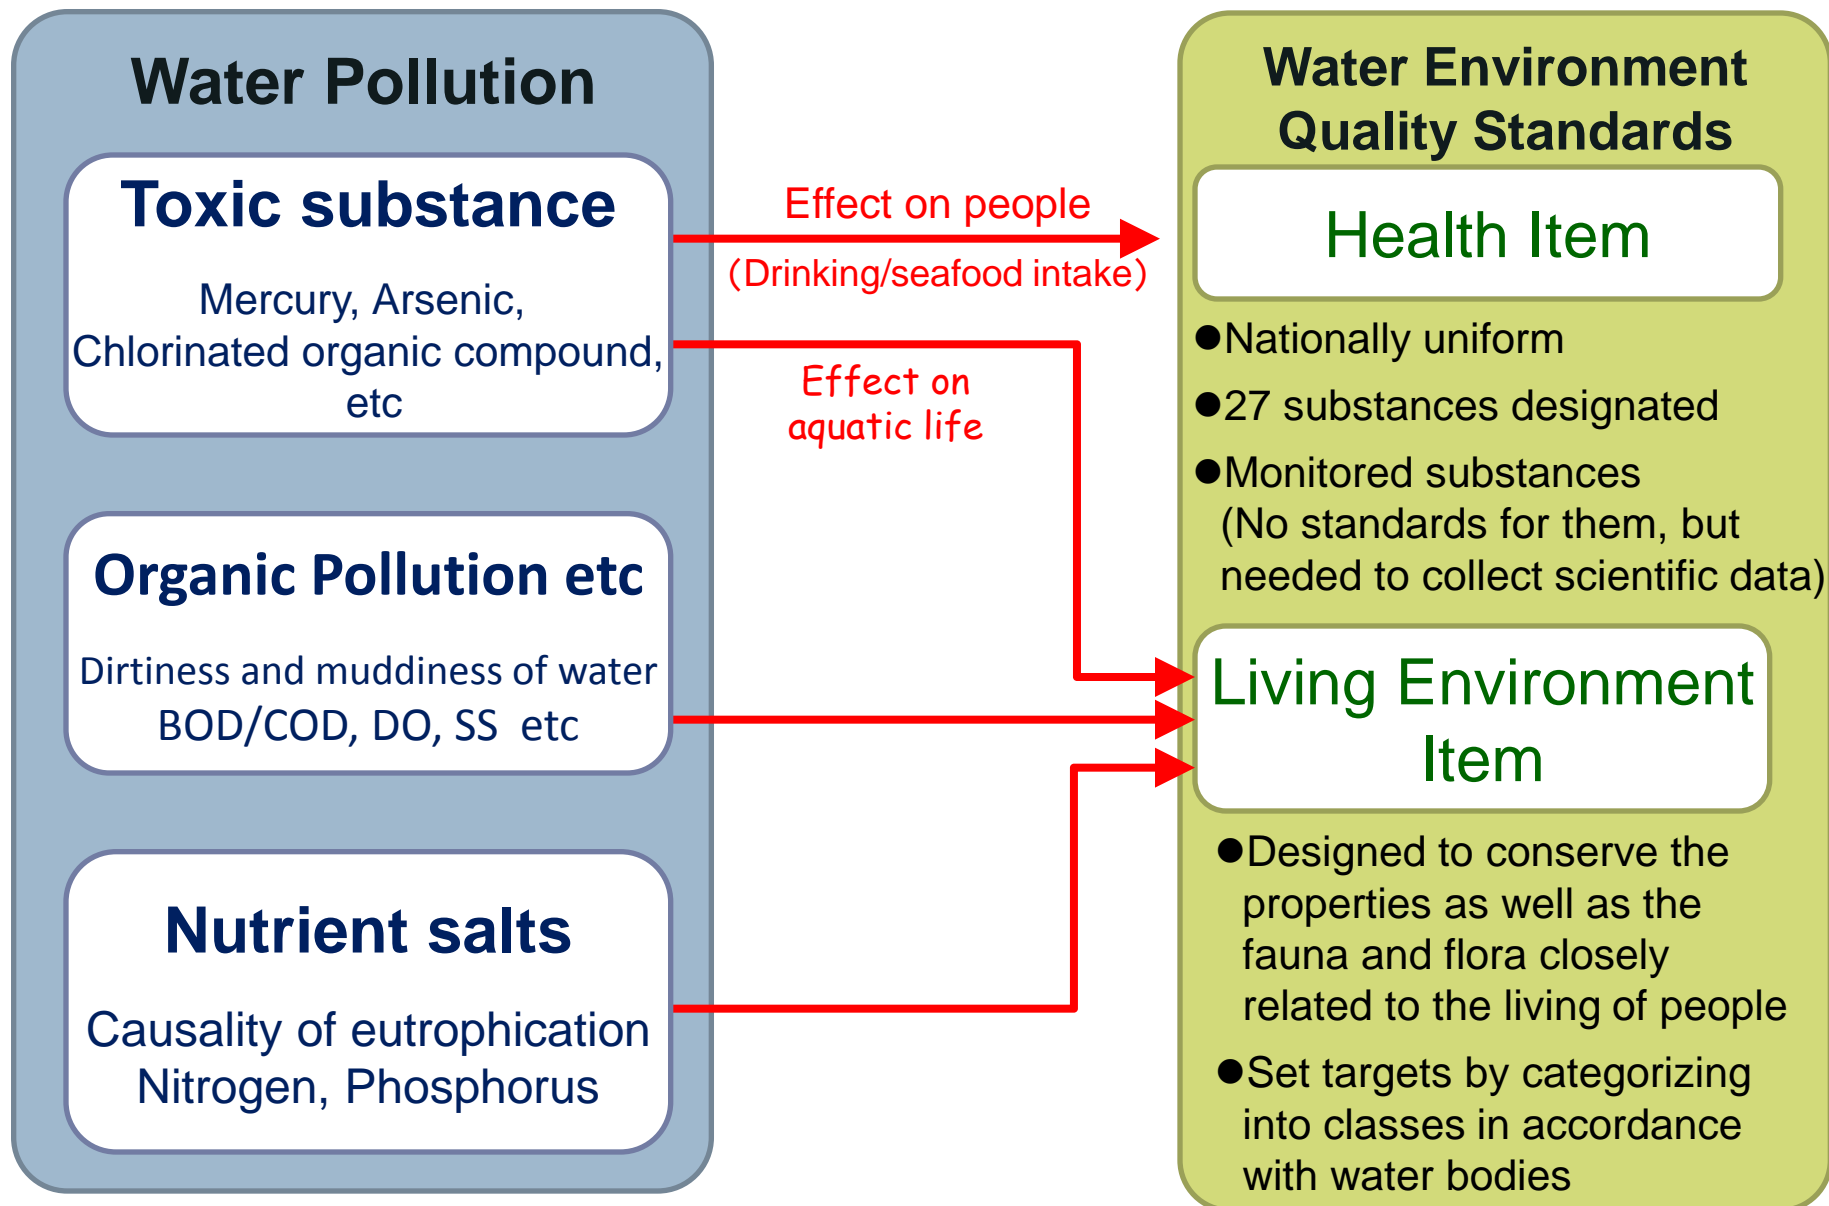 Water Pollution
Toxic substance
Mercury, Arsenic,
Chlorinated organic compound,
etc
Organic Pollution etc
Dirtiness and muddiness of water
BOD/COD, DO, SS etc
Nutrient salts
Causality of eutrophication
Nitrogen, Phosphorus
Effect on people
(Drinking/seafood intake)
Effect on
aquatic life
Water Environment
Quality Standards
Health Item
●Nationally uniform
●27 substances designated
●Monitored substances
(No standards for them, but
needed to collect scientific data)
Living Environment
Item
●Designed to conserve the
properties as well as the
fauna and flora closely
related to the living of people
●Set targets by categorizing
into classes in accordance
with water bodies